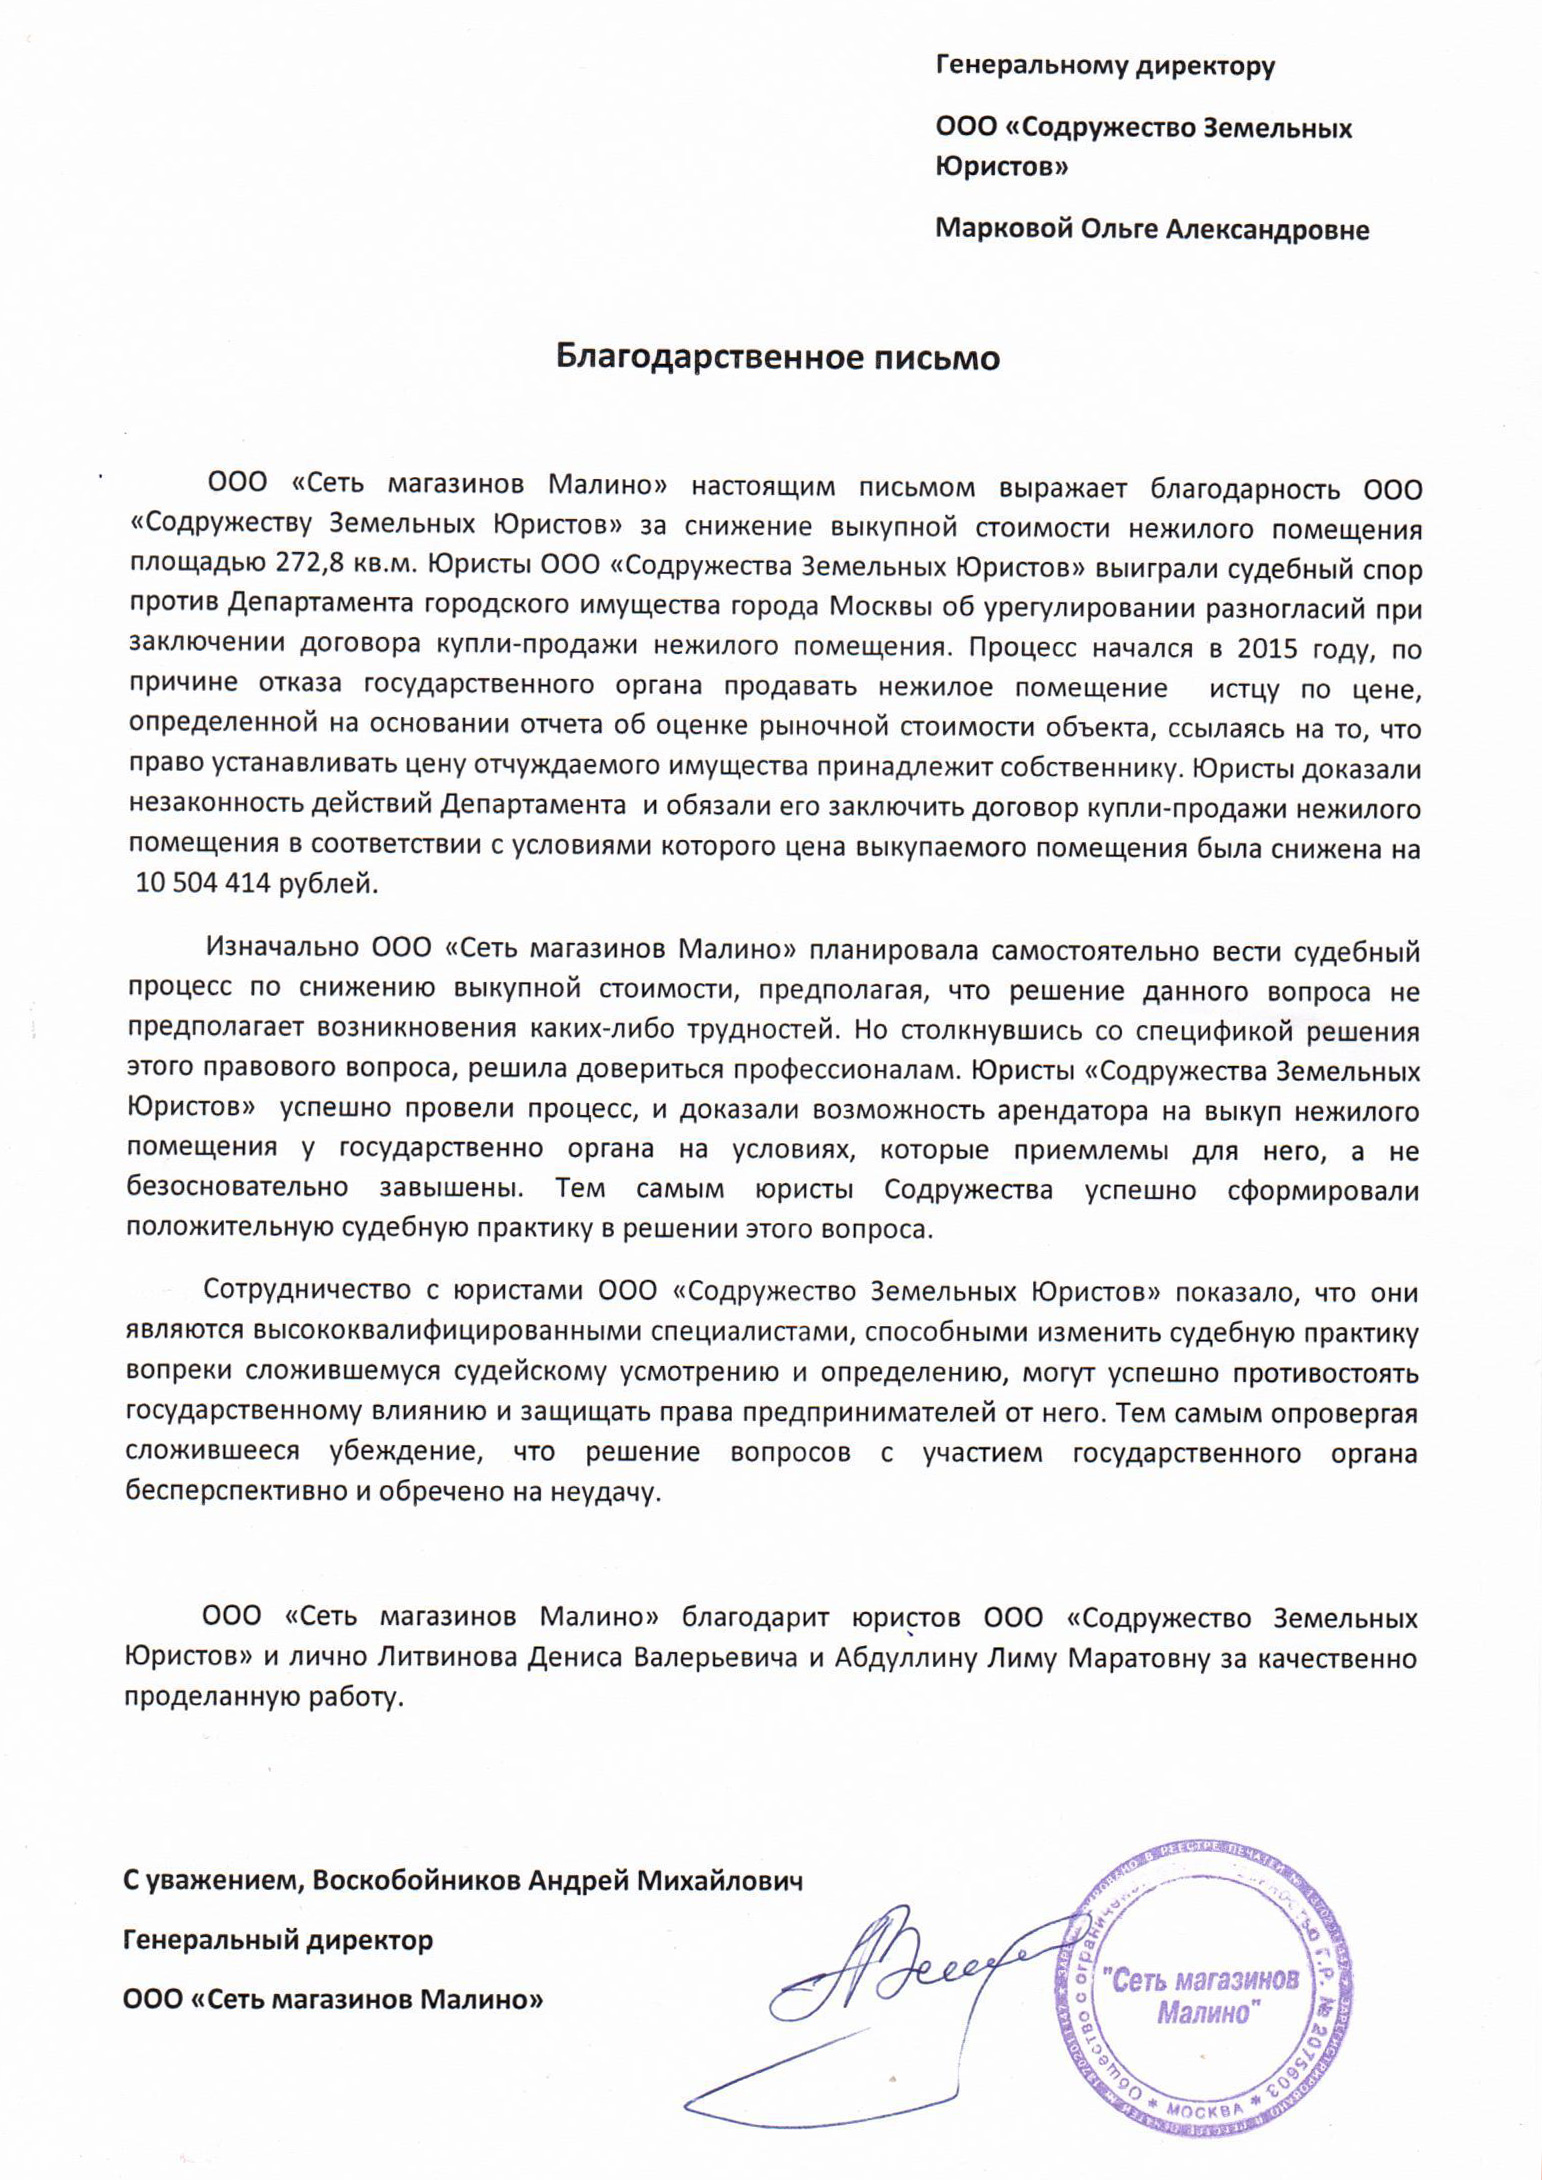 Генеральному директору
ООО «Содружество Земельных
Юристов»
Марковой Ольге Александровне
Благодарственное письмо
ООО «Сеть магазинов Малино» настоящим письмом выражает благодарность ООО
«Содружеству Земельных Юристов» за снижение выкупной стоимости нежилого помещения
площадью 272,8 кв.м. Юристы ООО «Содружества Земельных Юристов» выиграли судебный спор
против Департамента городского имущества города Москвы об урегулировании разногласий при
заключении договора купли-продажи нежилого помещения. Процесс начался в 2015 году, по
причине отказа государственного органа продавать нежилое помещение истцу по цене,
определенной на основании отчета об оценке рыночной стоимости объекта, ссылаясь на то, что
право устанавливать цену отчуждаемого имущества принадлежит собственнику. Юристы доказали
незаконность действий Департамента и обязали его заключить договор купли-продажи нежилого
помещения в соответствии с условиями которого цена выкупаемого помещения была снижена на
10 504 414 рублей.
Изначально ООО «Сеть магазинов Малино» планировала самостоятельно вести судебный
процесс по снижению выкупной стоимости, предполагая, что решение данного вопроса не
предполагает возникновения каких-либо трудностей. Но столкнувшись со спецификой решения
этого правового вопроса, решила довериться профессионалам. Юристы «Содружества Земельных
Юристов» успешно провели процесс, и доказали возможность арендатора на выкуп нежилого
помещения у государственно органа на условиях, которые приемлемы для него, а не
безосновательно завышены. Тем самым юристы Содружества успешно сформировали
положительную судебную практику в решении этого вопроса.
Сотрудничество с юристами ООО «Содружество Земельных Юристов» показало, что они
являются высококвалифицированными специалистами, способными изменить судебную практику
вопреки сложившемуся судейскому усмотрению и определению, могут успешно противостоять
государственному влиянию и защищать права предпринимателей от него. Тем самым опровергая
сложившееся убеждение, что решение вопросов с участием государственного органа
бесперспективно и обречено на неудачу.
ООО «Сеть магазинов Малино» благодарит юристов ООО «Содружество Земельных
Юристов» и лично Литвинова Дениса Валерьевича и Абдуллину Лиму Маратовну за качественно
проделанную работу.
С уважением, Воскобойников Андрей Михайлович
Генеральный директор
ООО «Сеть магазинов Малино»
"Сеть магазинов
Малино"
Общество с Г.Р. № 2075603
* МОСКВА *